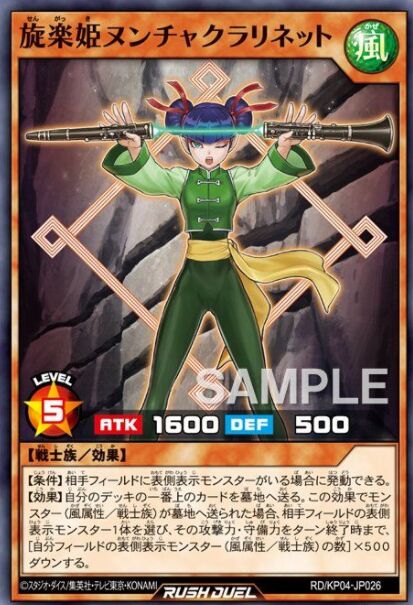 旋楽姫ヌンチャクラリネット
せん がっ き
かぜ
風
SAMPLE
LEVEL
5
ATK 1600 DEF 500
【戦士族／効果】
【条件】相手フィールドに表側表示モンスターがいる場合に発動できる。
【効果】自分のデッキの一番上のカードを墓地へ送る。この効果でモンスター（風属性／戦士族）が墓地へ送られた場合、相手フィールドの表側
表示モンスター1体を選び、その攻撃力・守備力をターン終了時まで、
［自分フィールドの表側表示モンスター（風属性／戦士族）の数］×500
ダウンする。
©スタジオ・ダイス/集英社・テレビ東京・KONAMI
RUSH DUEL
RD/KP04-JP026